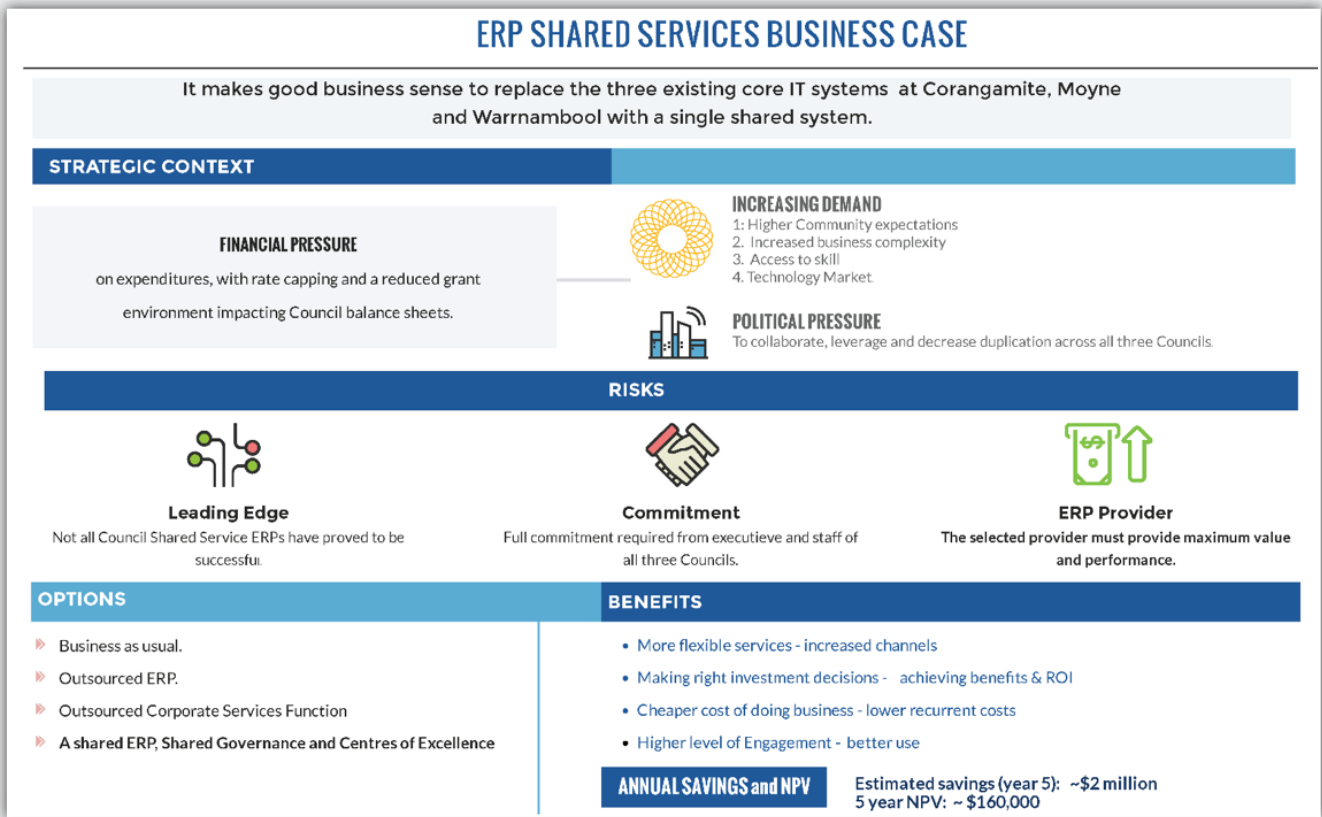 ERP SHARED SERVICES BUSINESS CASE
It makes good business sense to replace the three existing core IT systems at Corangamite, Moyne
and Warrnambool with a single shared system.
STRATEGIC CONTEXT
FINANCIAL PRESSURE
on expenditures, with rate capping and a reduced grant
environment impacting Council balance sheets.
INCREASING DEMAND
1: Higher Community expectations
2. Increased business complexity
3. Access to skill
4. Technology Market
POLITICAL PRESSURE
To collaborate, leverage and decrease duplication across all three Councils.
RISKS
Leading Edge
Not all Council Shared Service ERPs have proved to be
successful.
Commitment
Full commitment required from executieve and staff of
all three Councils.
ERP Provider
The selected provider must provide maximum value
and performance.
OPTIONS
Business as usual.
Outsourced ERP.
Outsourced Corporate Services Function
A shared ERP, Shared Governance and Centres of Excellence
BENEFITS
• More flexible services - increased channels
• Making right investment decisions - achieving benefits & ROI
• Cheaper cost of doing business - lower recurrent costs
• Higher level of Engagement - better use
ANNUAL SAVINGS and NPV
Estimated savings (year 5): ~$2 million
5 year NPV: ~ $160,000